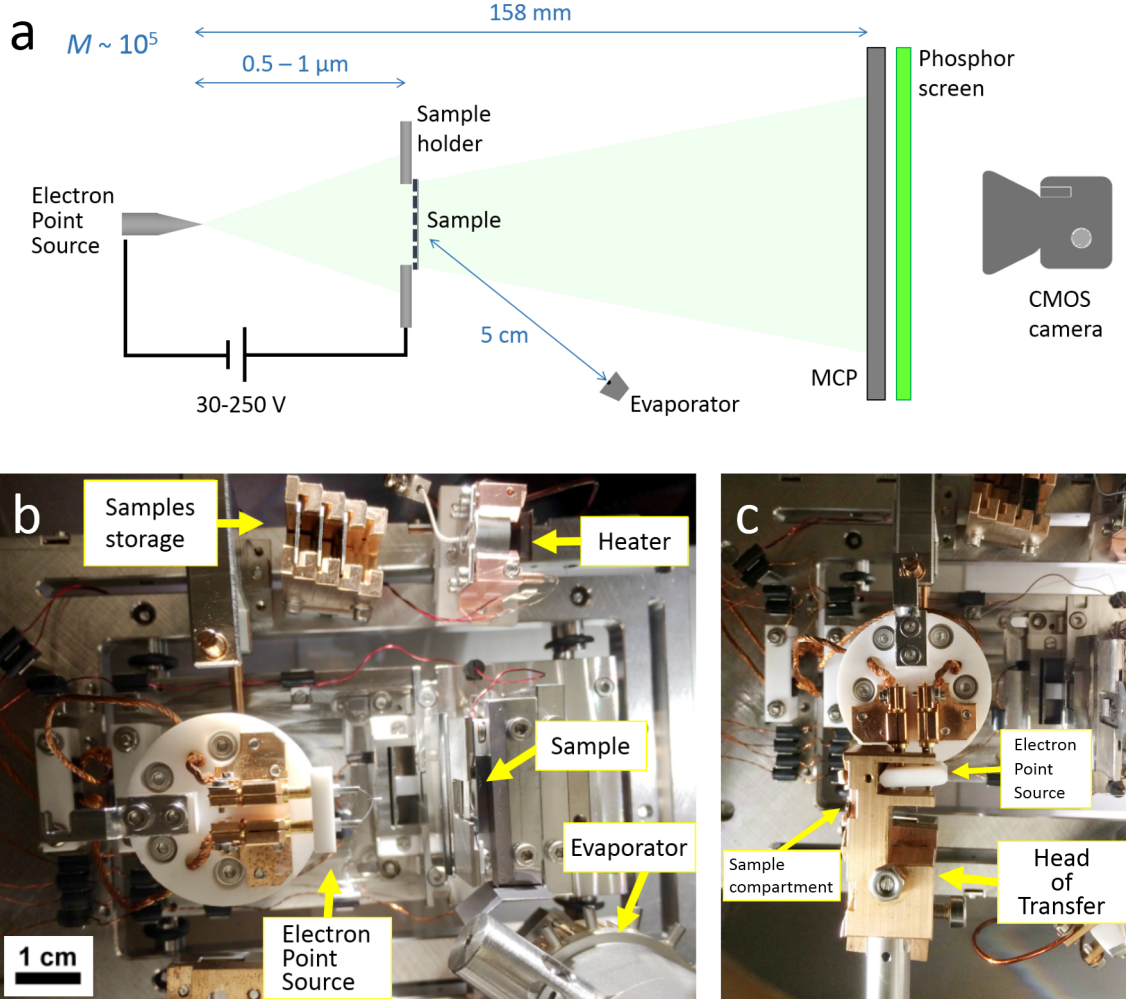 a
M ~ 10⁵
158 mm
0.5 – 1 µm
Phosphor
screen
Sample
holder
Electron
Point
Source
Sample
5 cm
CMOS
camera
MCP
30-250 V
Evaporator
b
Samples
storage
Heater
Sample
Evaporator
Electron
Point
Source
1 cm
c
Electron
Point
Source
Sample
compartment
Head
of
Transfer